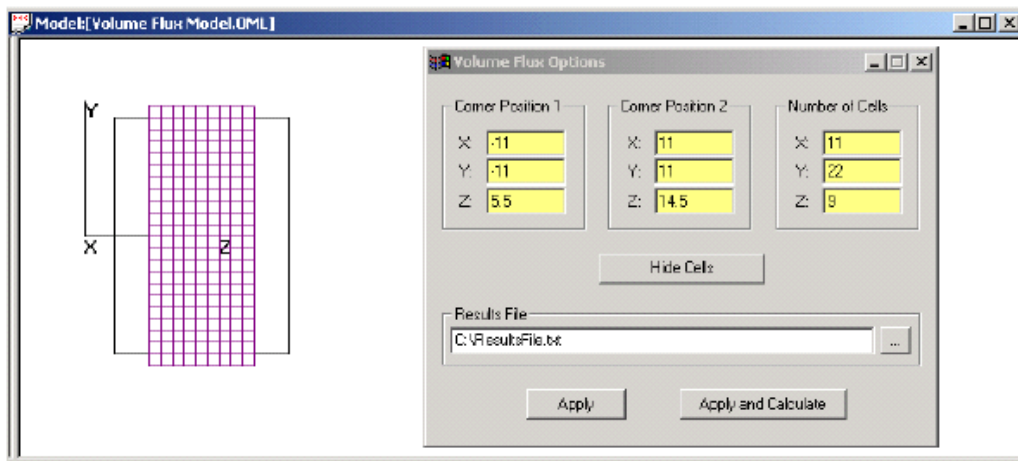 Model:[Volume Flux Model.OML]
Y
X
Z
Volume Flux Options
Corner Position 1
X: -11
Y: -11
Z: 5.5
Corner Position 2
X: 11
Y: 11
Z: 14.5
Number of Cells
X: 11
Y: 22
Z: 9
Hide Cells
Results File
C:\ResultsFile.txt
...
Apply
Apply and Calculate